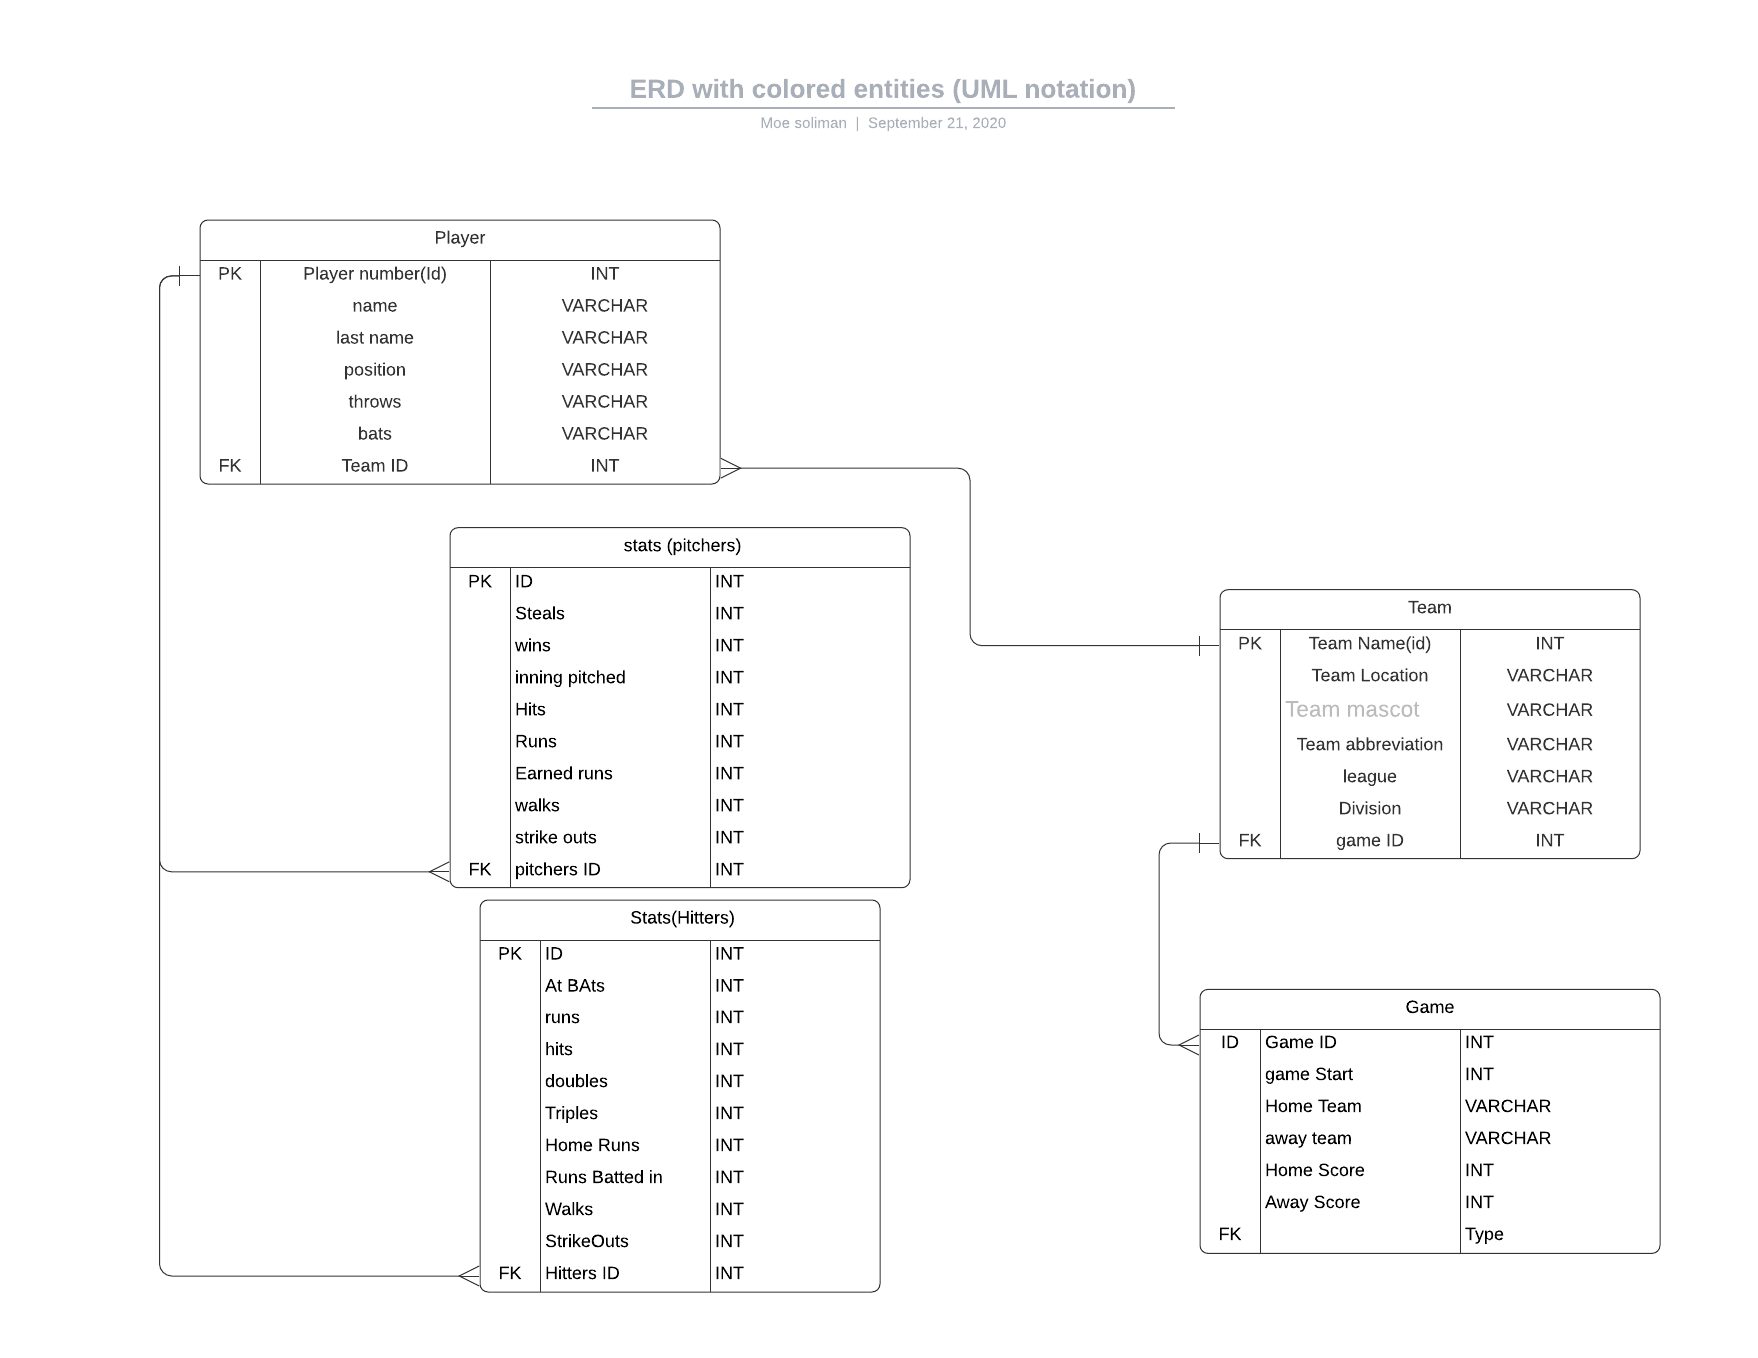 ERD with colored entities (UML notation)
Moe soliman | September 21, 2020
Player
PK Player number(Id) INT
name VARCHAR
last name VARCHAR
position VARCHAR
throws VARCHAR
bats VARCHAR
FK Team ID INT
stats (pitchers)
PK ID INT
Steals INT
wins INT
inning pitched INT
Hits INT
Runs INT
Earned runs INT
walks INT
strike outs INT
FK pitchers ID INT
Stats(Hitters)
PK ID INT
At BAts INT
runs INT
hits INT
doubles INT
Triples INT
Home Runs INT
Runs Batted in INT
Walks INT
StrikeOuts INT
FK Hitters ID INT
Team
PK Team Name(id) INT
Team Location VARCHAR
Team mascot VARCHAR
Team abbreviation VARCHAR
league VARCHAR
Division VARCHAR
FK game ID INT
Game
ID Game ID INT
game Start INT
Home Team VARCHAR
away team VARCHAR
Home Score INT
Away Score INT
FK Type